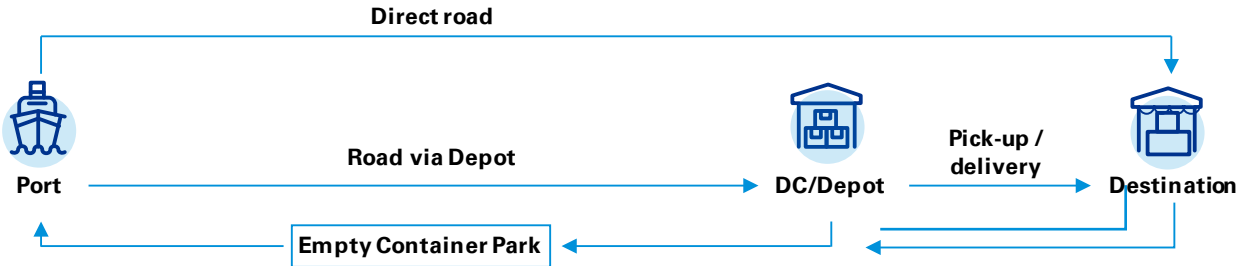 Direct road
Road via Depot
Pick-up /
delivery
Port
DC/Depot
Destination
Empty Container Park